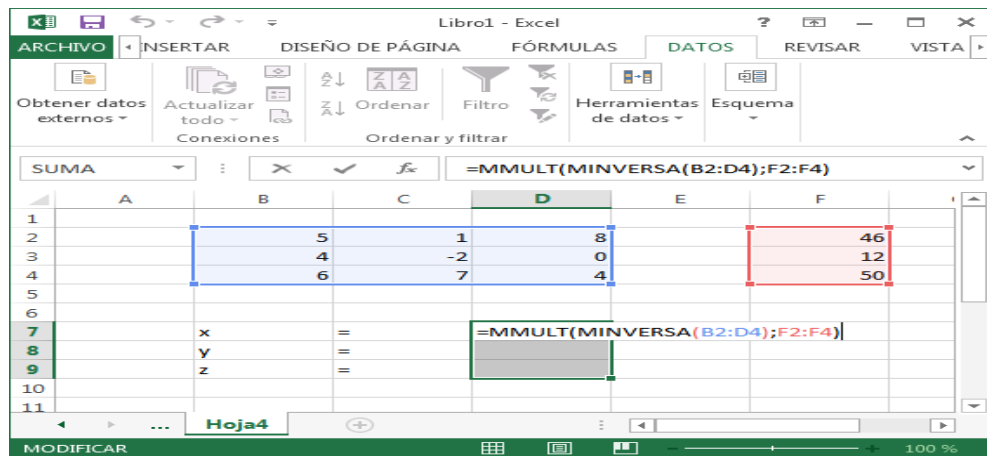 Libro1 - Excel
ARCHIVO INSERTAR DISEÑO DE PÁGINA FÓRMULAS DATOS REVISAR VISTA
Obtener datos externos
Actualizar todo
Conexiones
Ordenar
Filtro
Ordenar y filtrar
Herramientas de datos
Esquema
SUMA fx =MMULT(MINVERSA(B2:D4);F2:F4)
A B C D E F
1
2 5 1 8 46
3 4 -2 0 12
4 6 7 4 50
5
6
7 x = =MMULT(MINVERSA(B2:D4);F2:F4)
8 y =
9 z =
10
11
... Hoja4
MODIFICAR 100 %